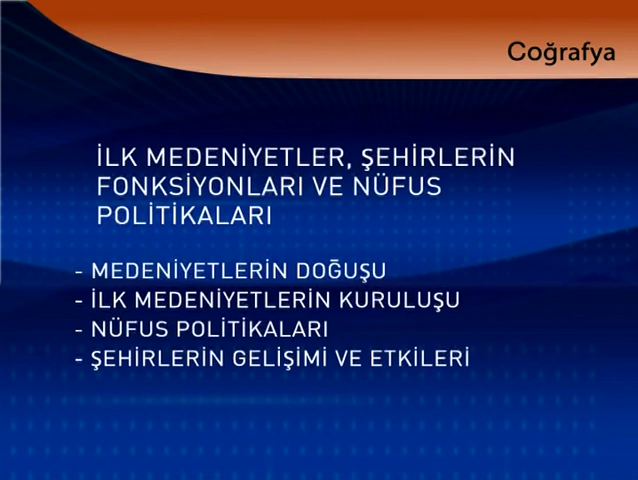 Coğrafya
İLK MEDENİYETLER, ŞEHİRLERİN
FONKSİYONLARI VE NÜFUS
POLİTİKALARI
- MEDENİYETLERİN DOĞUŞU
- İLK MEDENİYETLERİN KURULUŞU
- NÜFUS POLİTİKALARI
- ŞEHİRLERİN GELİŞİMİ VE ETKİLERİ